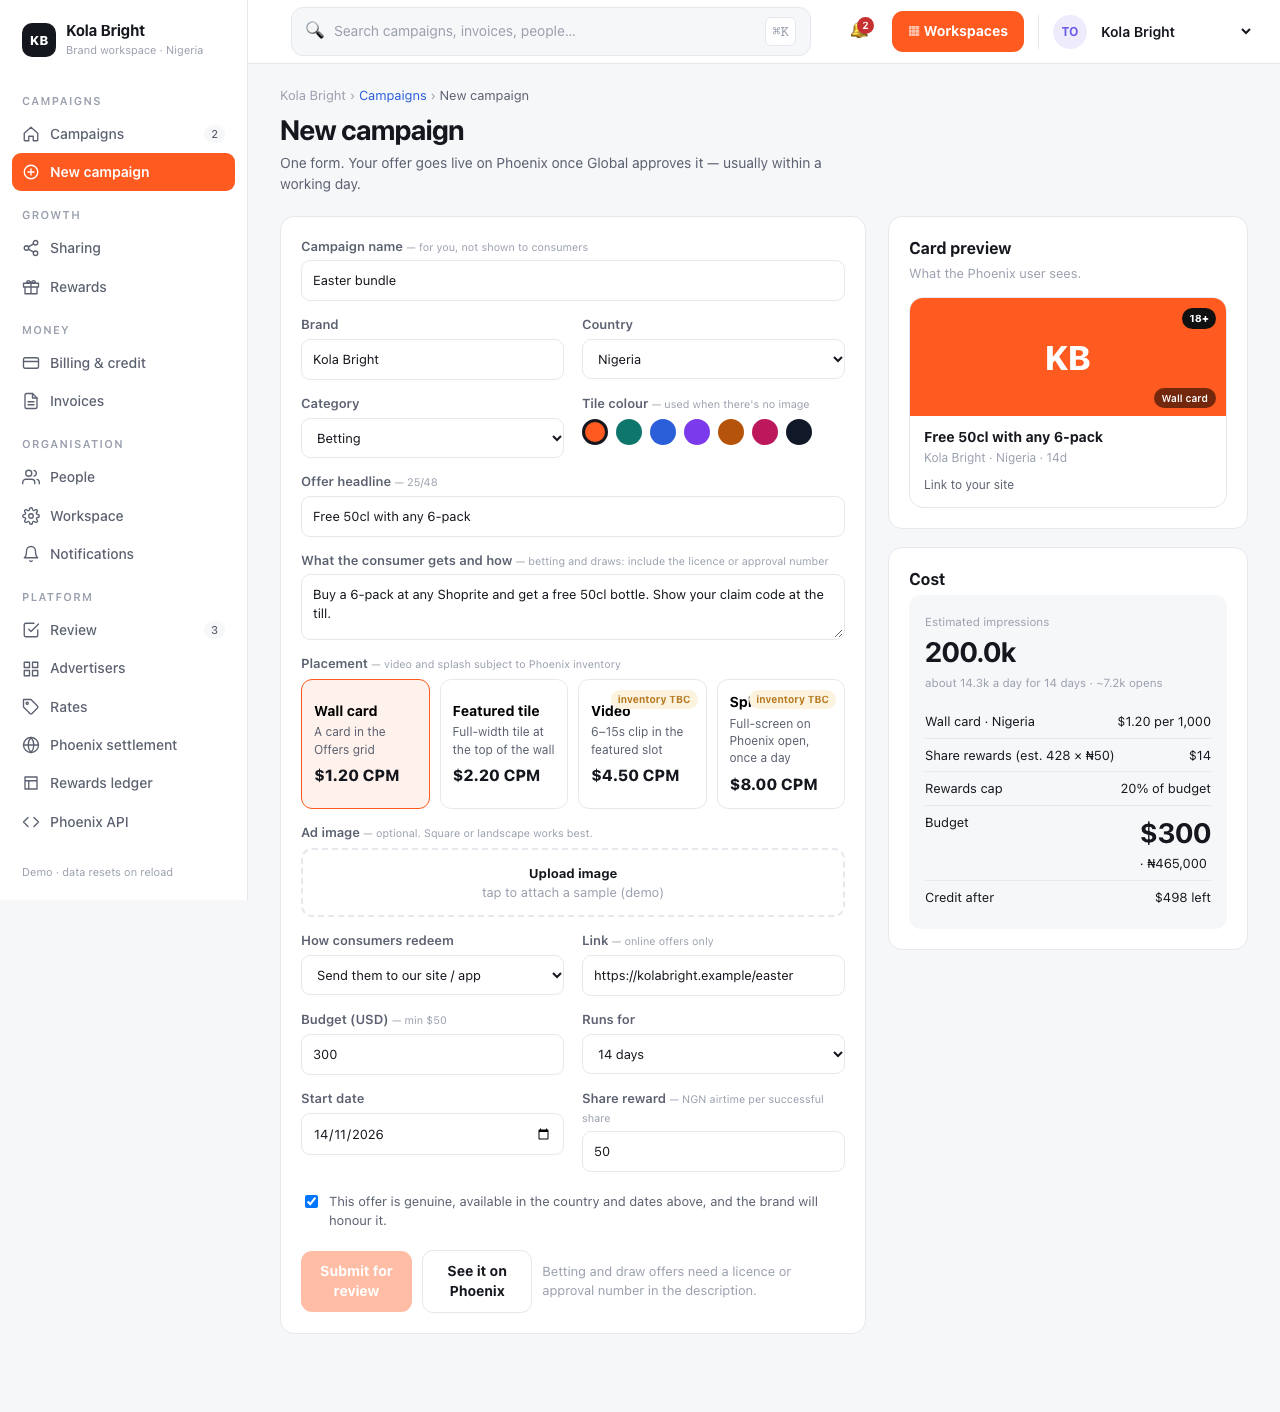 KB
Kola Bright
Brand workspace · Nigeria
CAMPAIGNS
Campaigns 2
New campaign
GROWTH
Sharing
Rewards
MONEY
Billing & credit
Invoices
ORGANISATION
People
Workspace
Notifications
PLATFORM
Review 3
Advertisers
Rates
Phoenix settlement
Rewards ledger
Phoenix API
Demo · data resets on reload
Search campaigns, invoices, people...
⌘K
2
Workspaces
TO
Kola Bright
Kola Bright › Campaigns › New campaign
New campaign
One form. Your offer goes live on Phoenix once Global approves it — usually within a
working day.
Campaign name — for you, not shown to consumers
Easter bundle
Brand
Kola Bright
Country
Nigeria
Category
Betting
Tile colour — used when there's no image
Offer headline — 25/48
Free 50cl with any 6-pack
What the consumer gets and how — betting and draws: include the licence or approval number
Buy a 6-pack at any Shoprite and get a free 50cl bottle. Show your claim code at the
till.
Placement — video and splash subject to Phoenix inventory
Wall card
A card in the
Offers grid
$1.20 CPM
Featured tile
Full-width tile at
the top of the wall
$2.20 CPM
inventory TBC
Video
6–15s clip in the
featured slot
$4.50 CPM
inventory TBC
Full-screen on
Phoenix open,
once a day
$8.00 CPM
Ad image — optional. Square or landscape works best.
Upload image
tap to attach a sample (demo)
How consumers redeem
Send them to our site / app
Link — online offers only
https://kolabright.example/easter
Budget (USD) — min $50
300
Runs for
14 days
Start date
14/11/2026
Share reward — NGN airtime per successful
share
50
This offer is genuine, available in the country and dates above, and the brand will
honour it.
Submit for
review
See it on
Phoenix
Betting and draw offers need a licence or
approval number in the description.
Card preview
What the Phoenix user sees.
18+
KB
Wall card
Free 50cl with any 6-pack
Kola Bright · Nigeria · 14d
Link to your site
Cost
Estimated impressions
200.0k
about 14.3k a day for 14 days · ~7.2k opens
Wall card · Nigeria $1.20 per 1,000
Share rewards (est. 428 × ₦50) $14
Rewards cap 20% of budget
Budget $300
· ₦465,000
Credit after $498 left